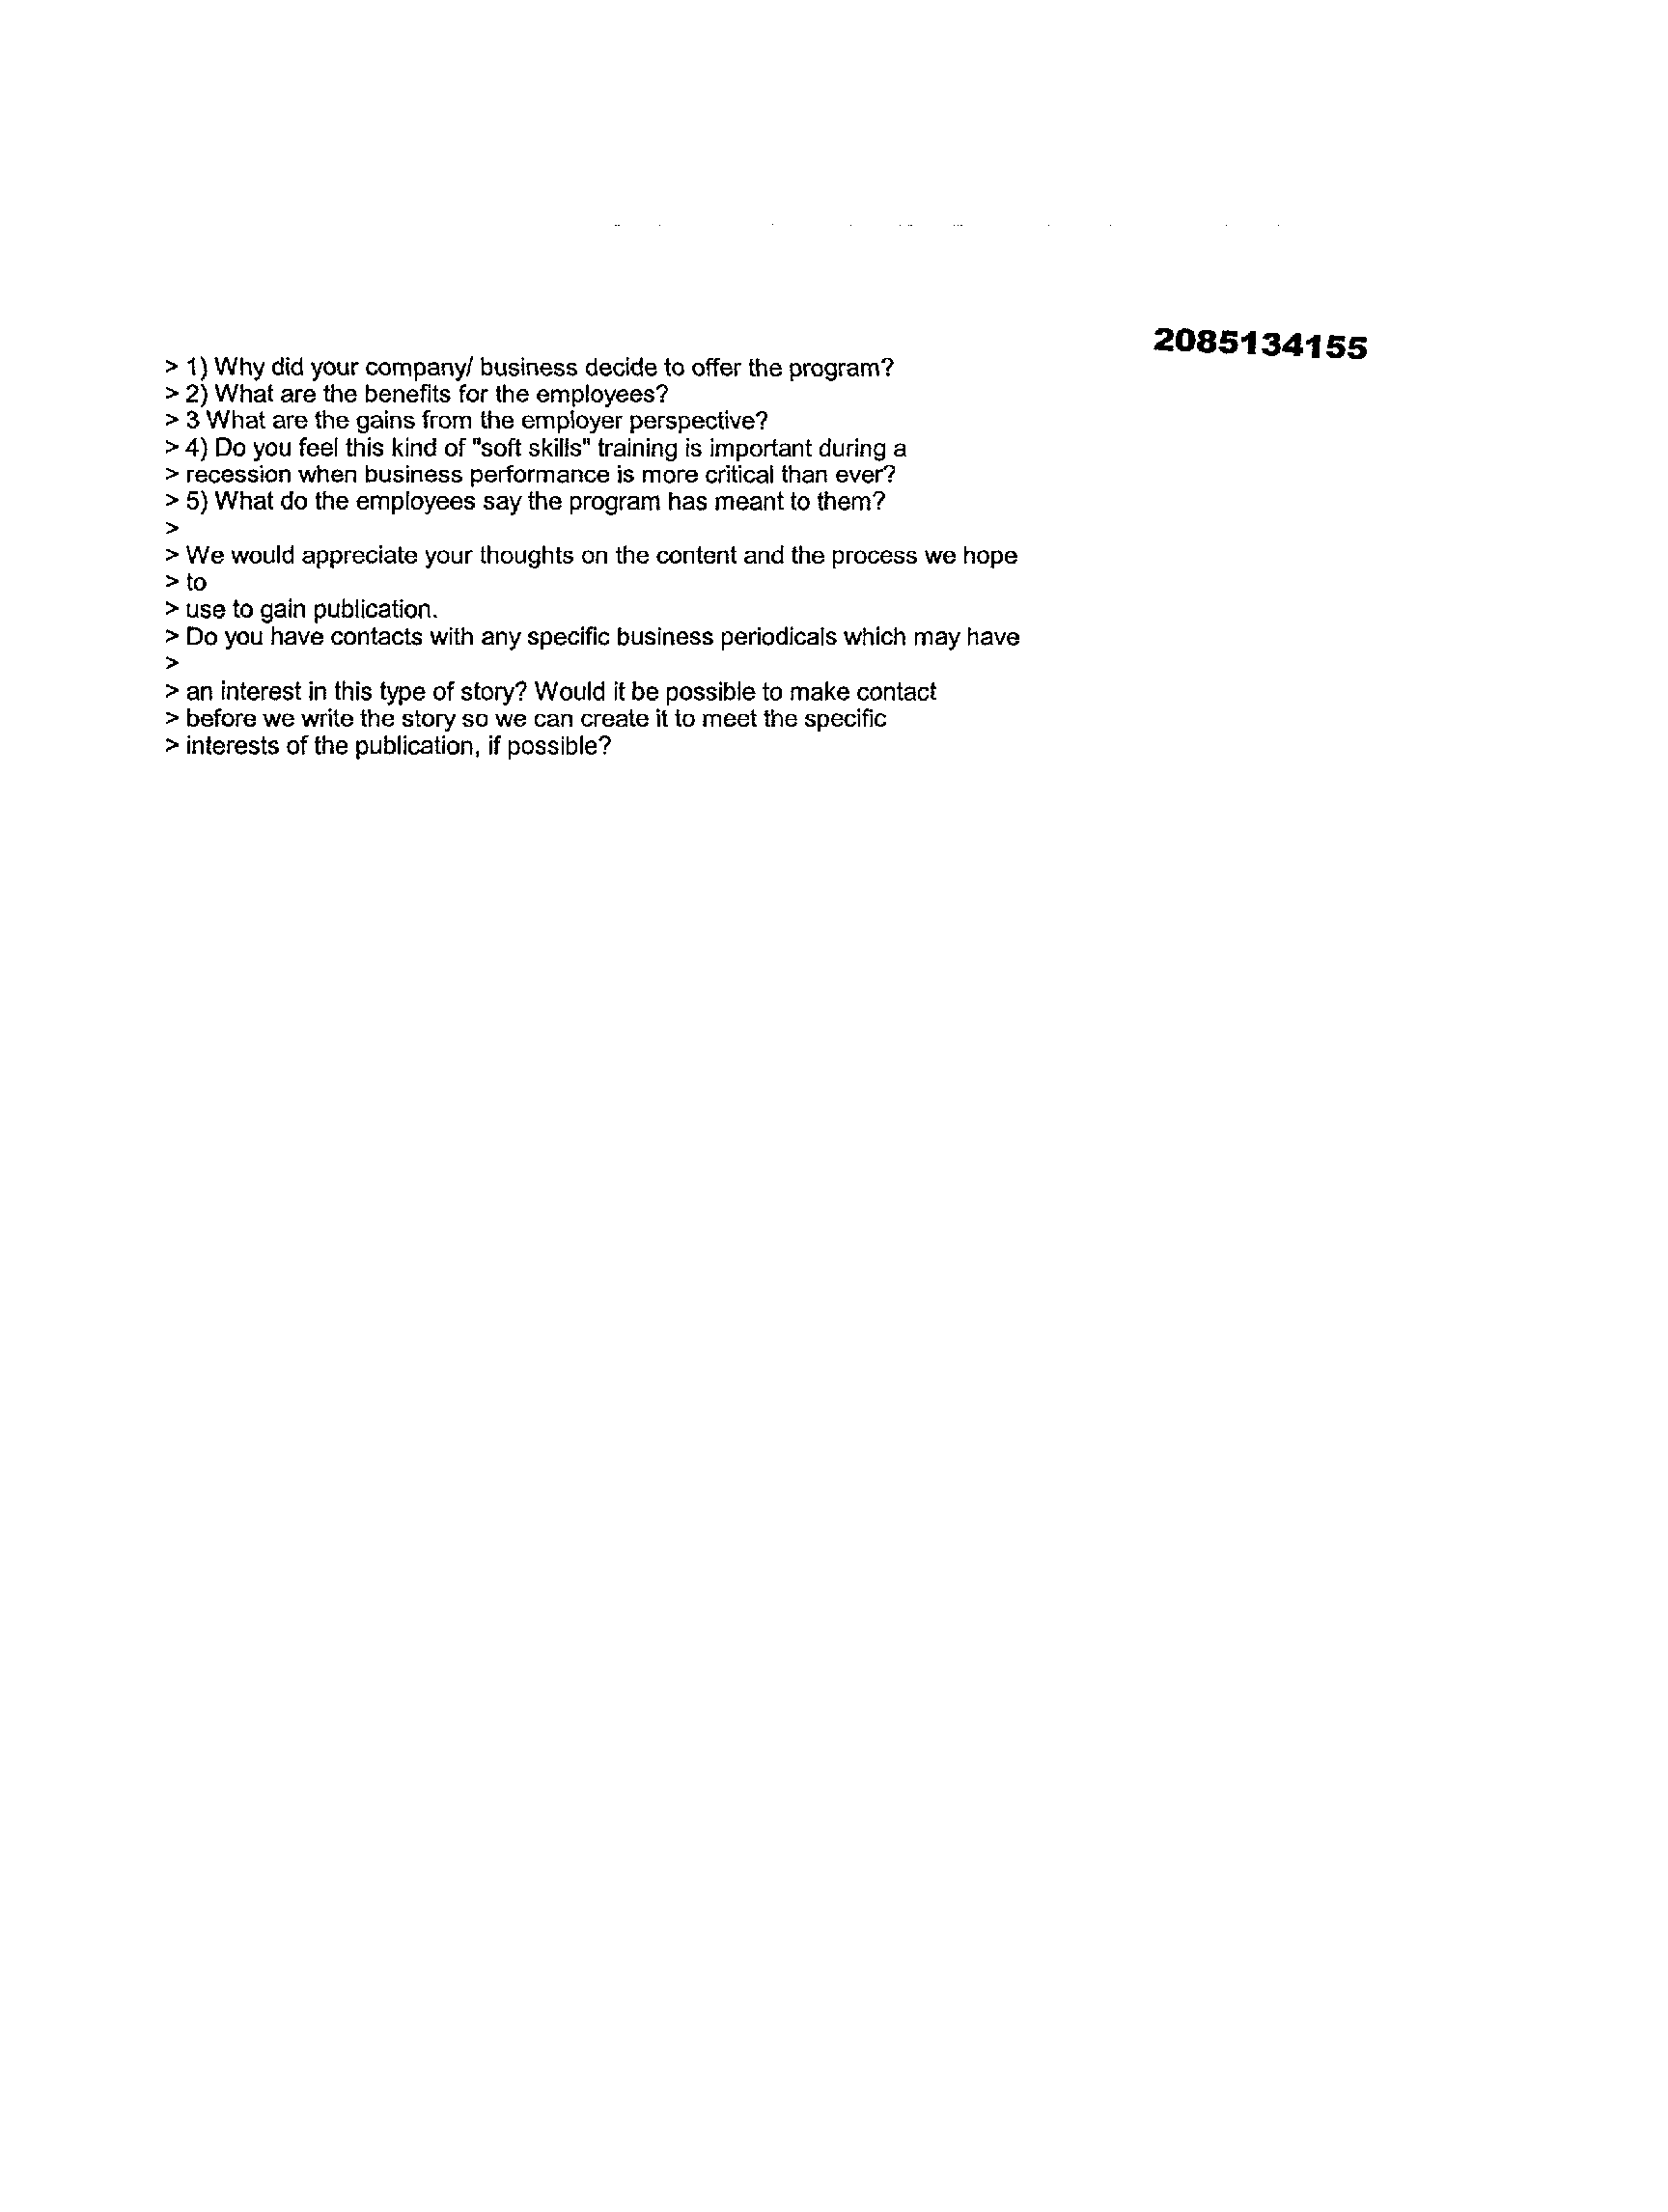 2085134155
> 1) Why did your company/ business decide to offer the program?
> 2) What are the benefits for the employees?
> 3 What are the gains from the employer perspective?
> 4) Do you feel this kind of "soft skills" training is important during a
> recession when business performance is more critical than ever?
> 5) What do the employees say the program has meant to them?
>
> We would appreciate your thoughts on the content and the process we hope
> to
> use to gain publication.
> Do you have contacts with any specific business periodicals which may have
>
> an interest in this type of story? Would it be possible to make contact
> before we write the story so we can create it to meet the specific
> interests of the publication, if possible?